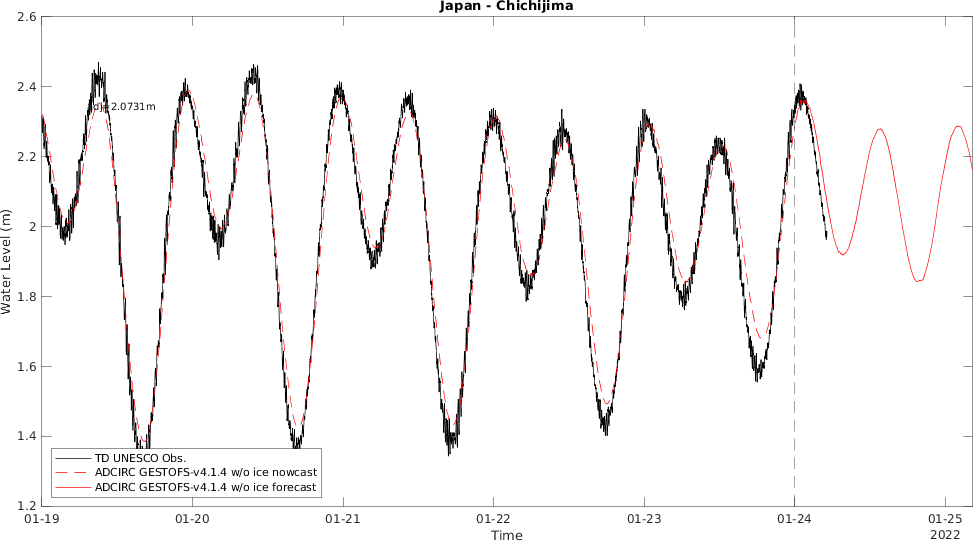 Japan - Chichijima
2.6
2.4
2.2
2
1.8
1.6
1.4
1.2
Water Level (m)
2.0731m
TD UNESCO Obs.
ADCIRC GESTOFS-v4.1.4 w/o ice nowcast
ADCIRC GESTOFS-v4.1.4 w/o ice forecast
01-19
01-20
01-21
01-22
01-23
01-24
01-25
Time
2022